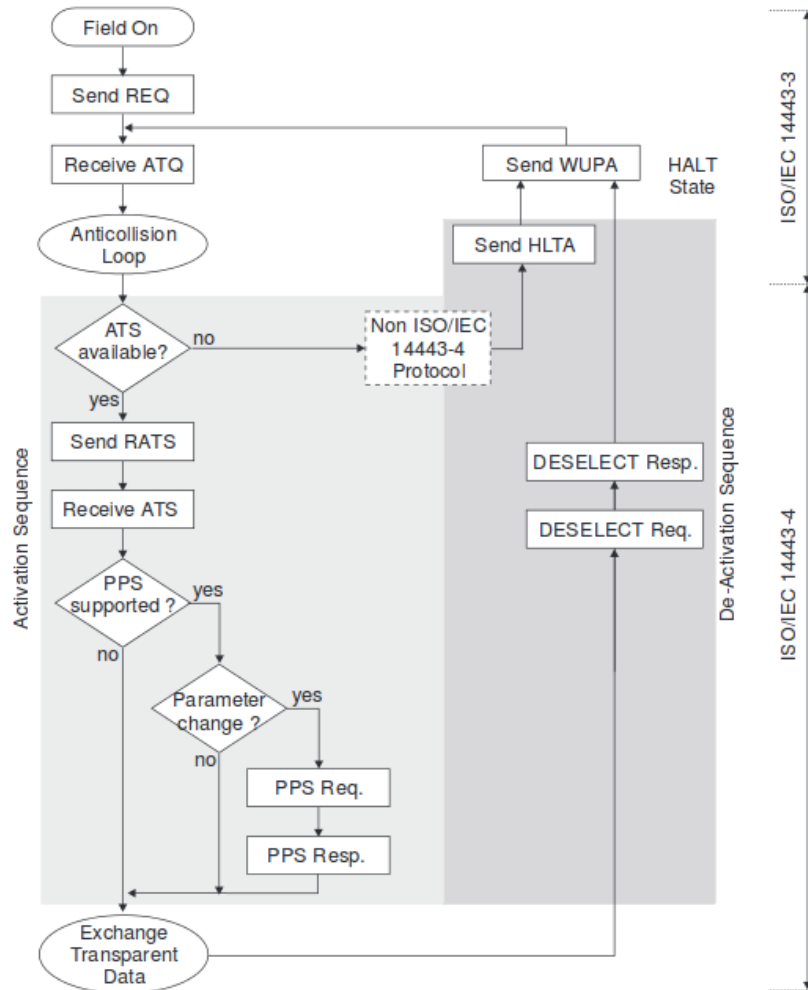 Field On
Send REQ
Receive ATQ
Anticollision
Loop
Send WUPA
HALT
State
Send HLTA
ISO/IEC 14443-3
ATS
available?
no
yes
Non ISO/IEC
14443-4
Protocol
Send RATS
Receive ATS
DESELECT Resp.
DESELECT Req.
Activation Sequence
De-Activation Sequence
ISO/IEC 14443-4
PPS
supported ?
yes
no
Parameter
change ?
yes
no
PPS Req.
PPS Resp.
Exchange
Transparent
Data